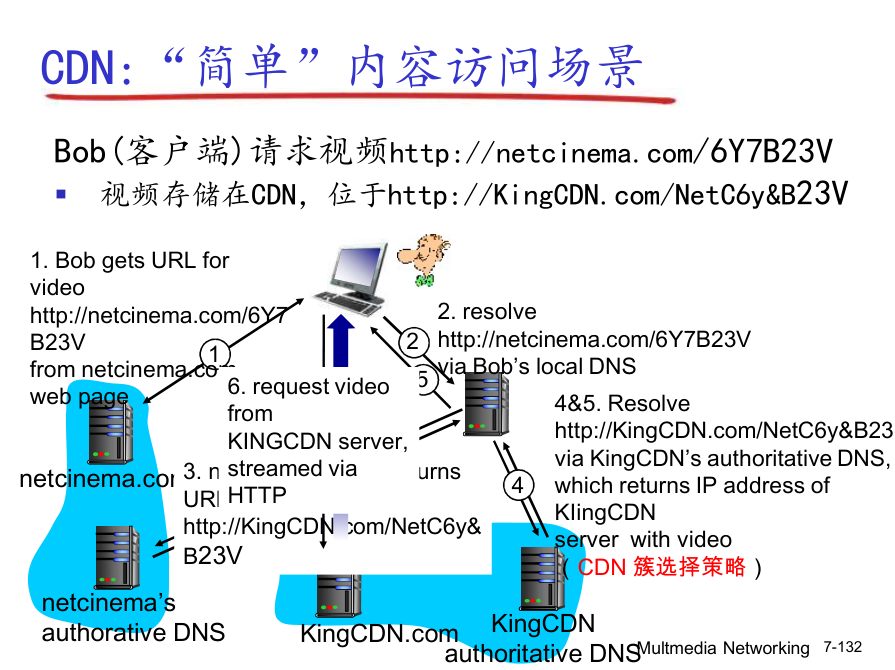 CDN: “简单”内容访问场景
Bob(客户端)请求视频http://netcinema.com/6Y7B23V
视频存储在CDN，位于http://KingCDN.com/NetC6y&B23V
1. Bob gets URL for
video
http://netcinema.com/6Y7
B23V
from netcinema.com
web page
1
2. resolve
http://netcinema.com/6Y7B23V
via Bob’s local DNS
2
5
6. request video
from
KINGCDN server,
streamed via
HTTP
4&5. Resolve
http://KingCDN.com/NetC6y&B23
via KingCDN’s authoritative DNS,
which returns IP address of
KIingCDN
server with video
（CDN 簇选择策略）
4
netcinema.com
3.
URL
http://KingCDN.com/NetC6y&
B23V
netcinema’s
authorative DNS
KingCDN.com
KingCDN
authoritative DNS
Multmedia Networking
7-132